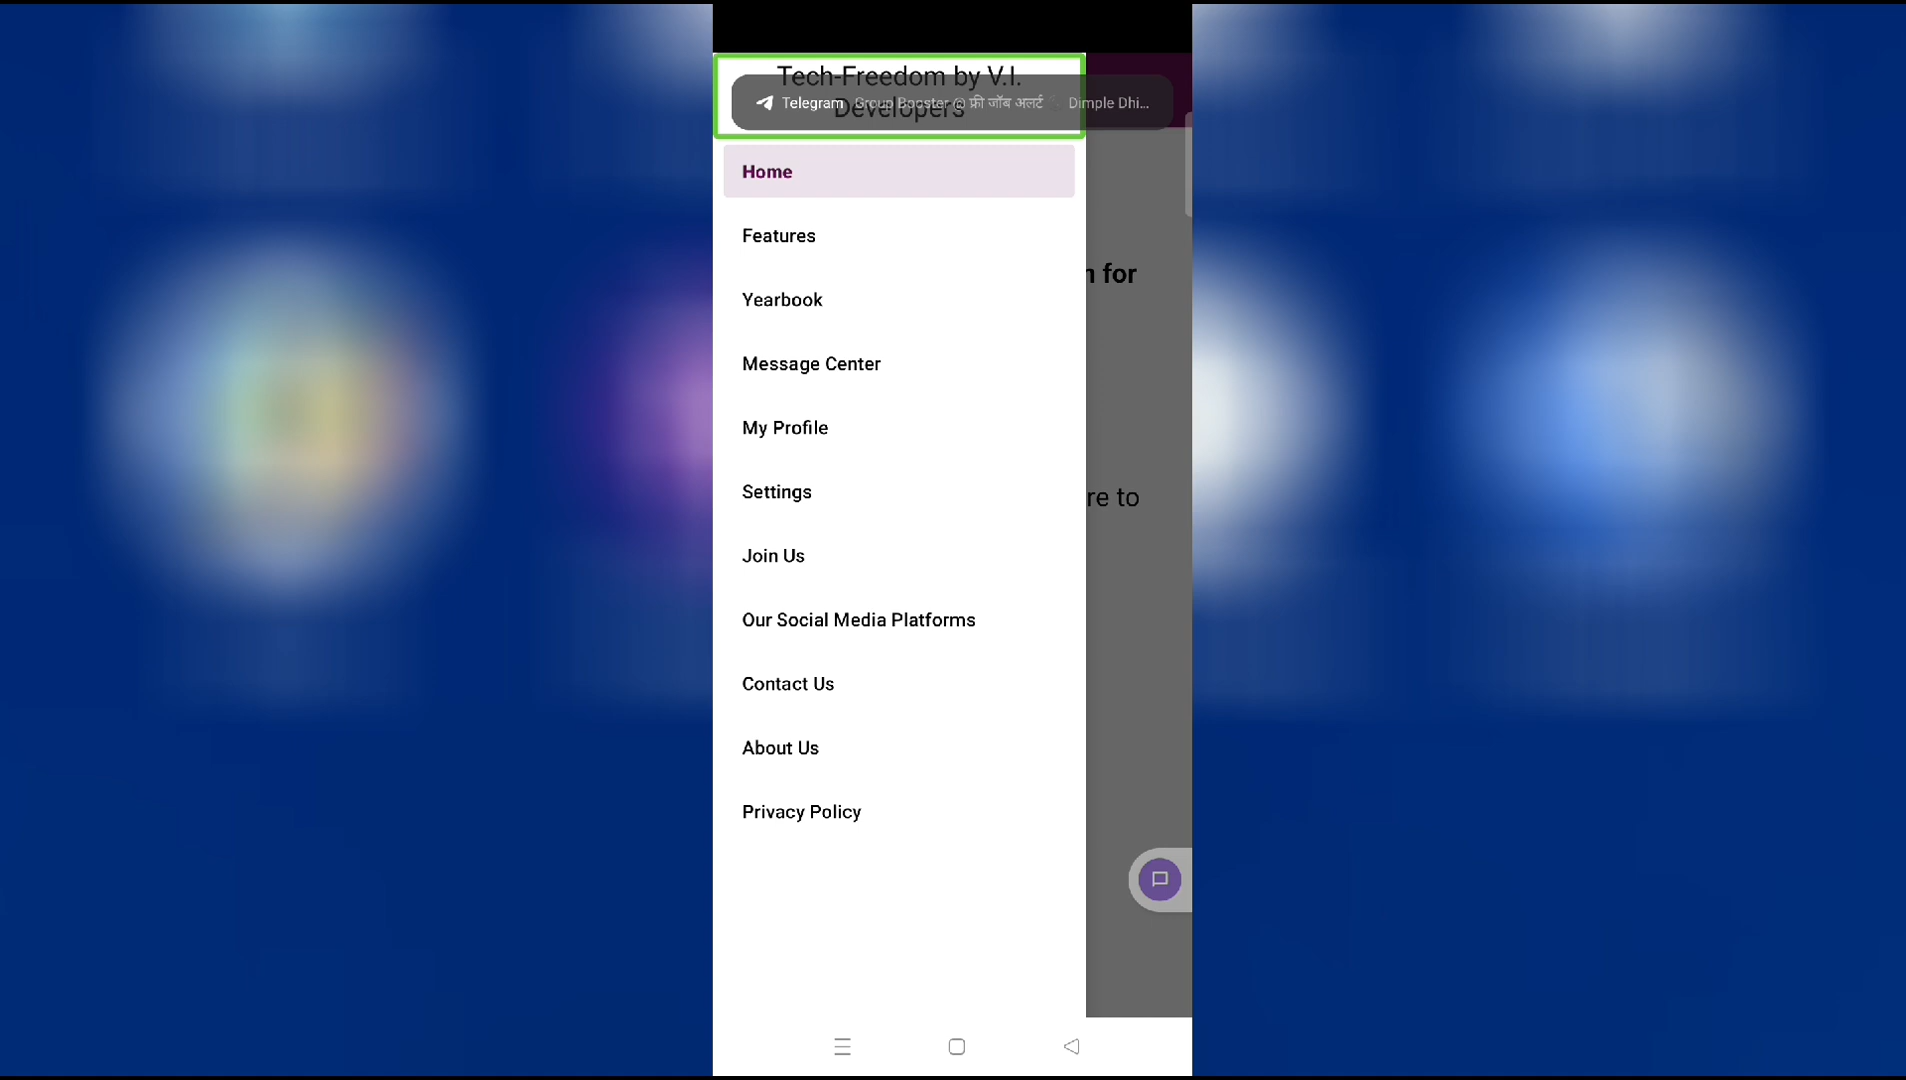 Tech-Freedom by V.I.
Developers
Telegram Group Booster @ फ्री जॉब अलर्ट Dimple Dhi...
Home
Features
n for
Yearbook
Message Center
My Profile
Settings
re to
Join Us
Our Social Media Platforms
Contact Us
About Us
Privacy Policy